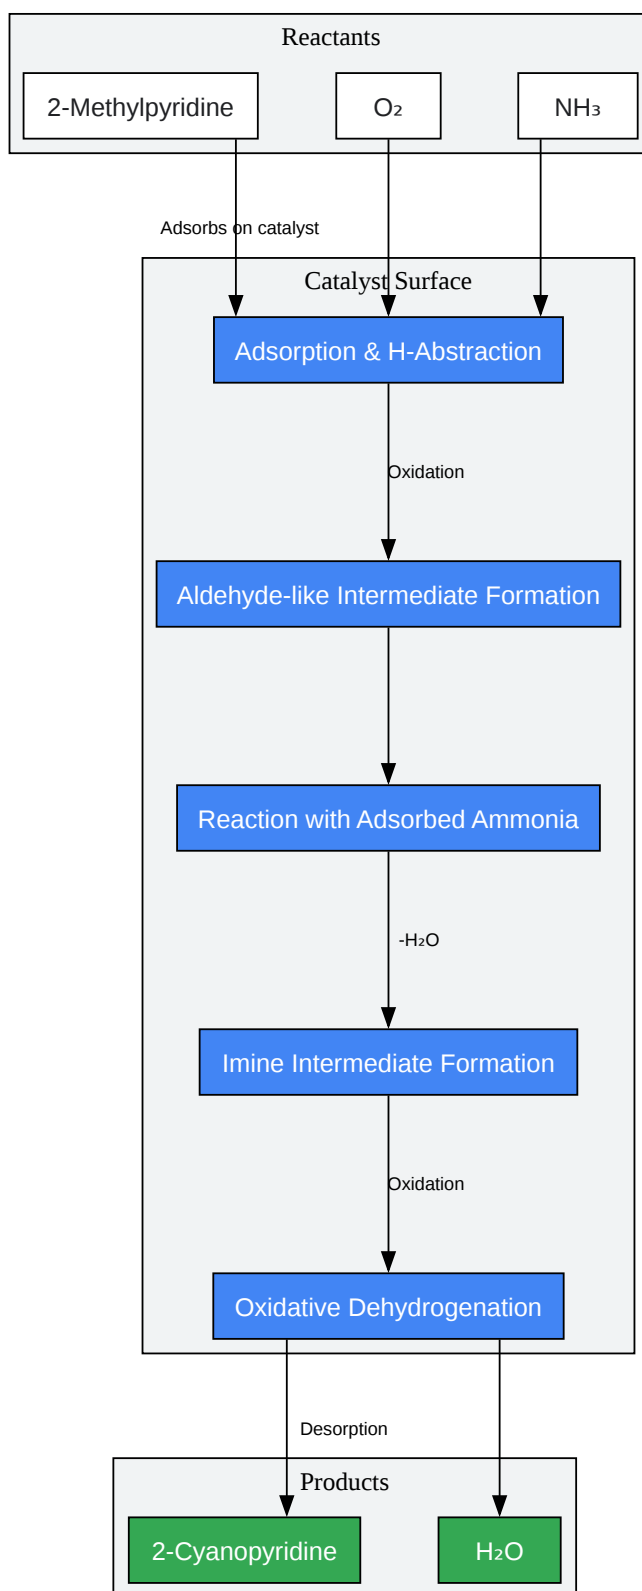 Reactants
2-Methylpyridine
O₂
NH₃
Adsorbs on catalyst
Catalyst Surface
Adsorption & H-Abstraction
Oxidation
Aldehyde-like Intermediate Formation
Reaction with Adsorbed Ammonia
-H₂O
Imine Intermediate Formation
Oxidation
Oxidative Dehydrogenation
Desorption
Products
2-Cyanopyridine
H₂O